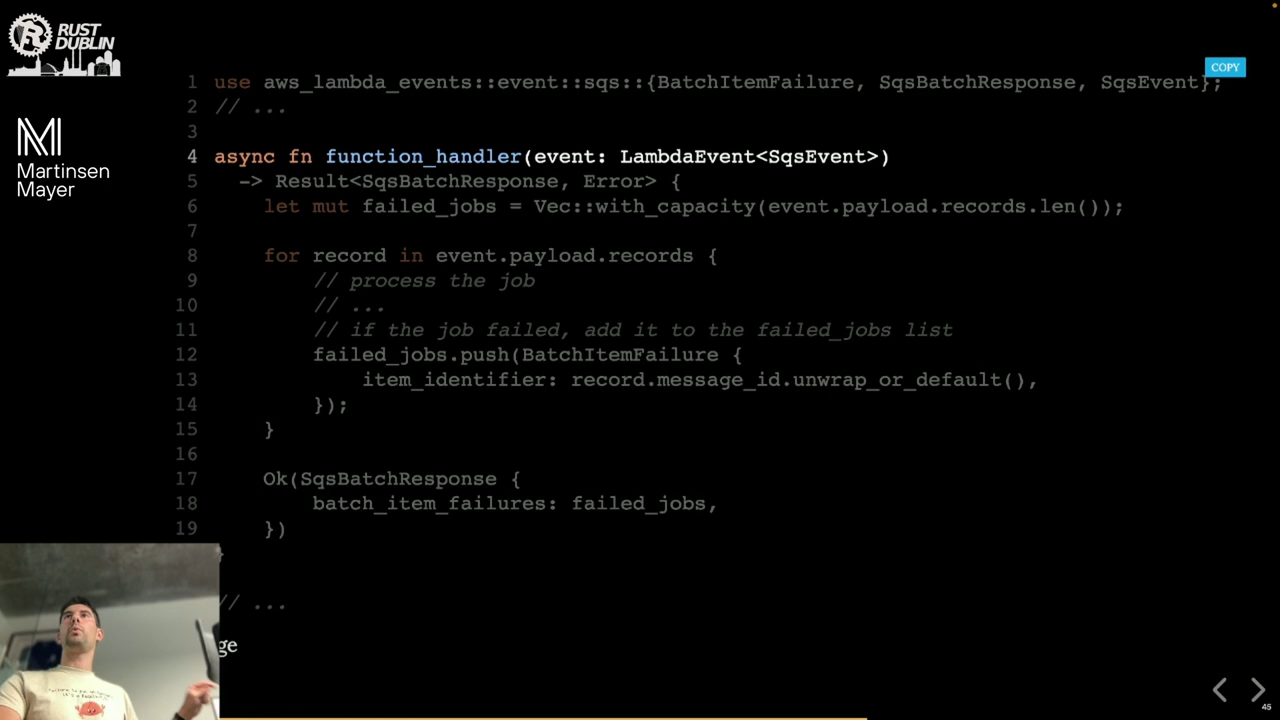 RUST
DUBLIN
Martinsen
Mayer
COPY
1 use aws_lambda_events::event::sqs::{BatchItemFailure, SqsBatchResponse, SqsEvent};
2 // ...
3
4 async fn function_handler(event: LambdaEvent<SqsEvent>)
5 -> Result<SqsBatchResponse, Error> {
6 let mut failed_jobs = Vec::with_capacity(event.payload.records.len());
7
8 for record in event.payload.records {
9 // process the job
10 // ...
11 // if the job failed, add it to the failed_jobs list
12 failed_jobs.push(BatchItemFailure {
13 item_identifier: record.message_id.unwrap_or_default(),
14 });
15 }
16
17 Ok(SqsBatchResponse {
18 batch_item_failures: failed_jobs,
19 })
}
// ...
ge
45